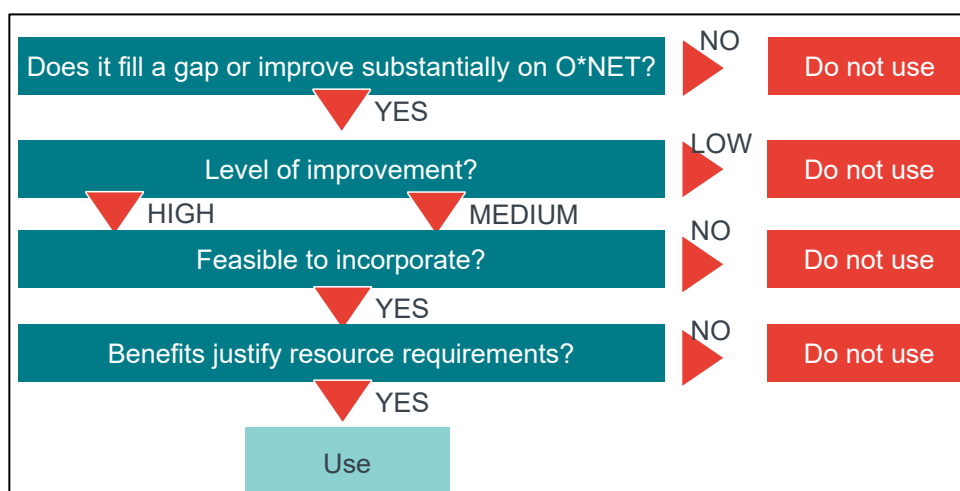 NO
Does it fill a gap or improve substantially on O*NET?
Do not use
YES
LOW
Level of improvement?
Do not use
HIGH
MEDIUM
NO
Feasible to incorporate?
Do not use
YES
NO
Benefits justify resource requirements?
Do not use
YES
Use